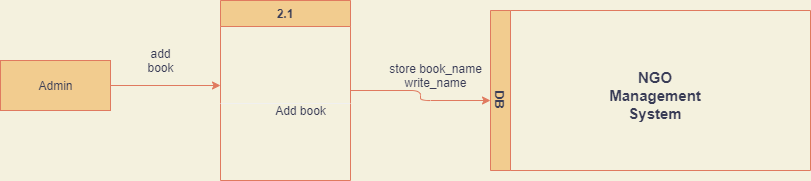 2.1
Admin
add
book
Add book
store book_name
write_name
DB
NGO
Management
System